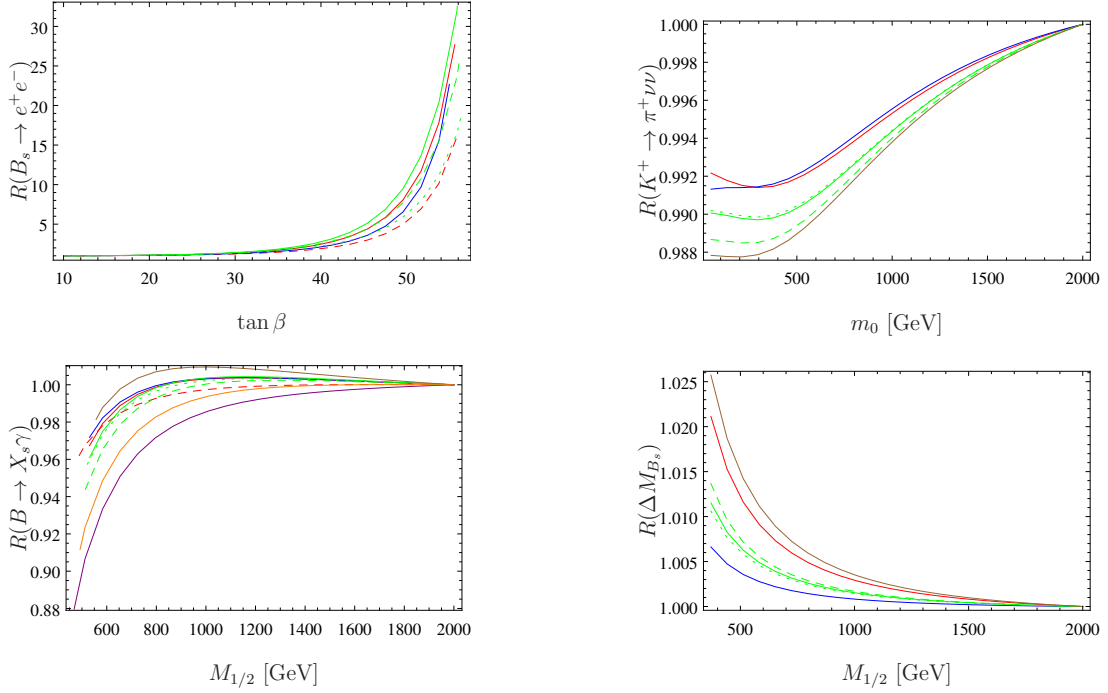 R(B_s → e⁺e⁻)
30
25
20
15
10
5
10 20 30 40 50
tan β
R(K⁺ → π⁺νν)
1.000
0.998
0.996
0.994
0.992
0.990
0.988
500 1000 1500 2000
m₀ [GeV]
R(B → X_sγ)
1.00
0.98
0.96
0.94
0.92
0.90
0.88
600 800 1000 1200 1400 1600 1800 2000
M_{1/2} [GeV]
R(ΔM_{B_s})
1.025
1.020
1.015
1.010
1.005
1.000
500 1000 1500 2000
M_{1/2} [GeV]